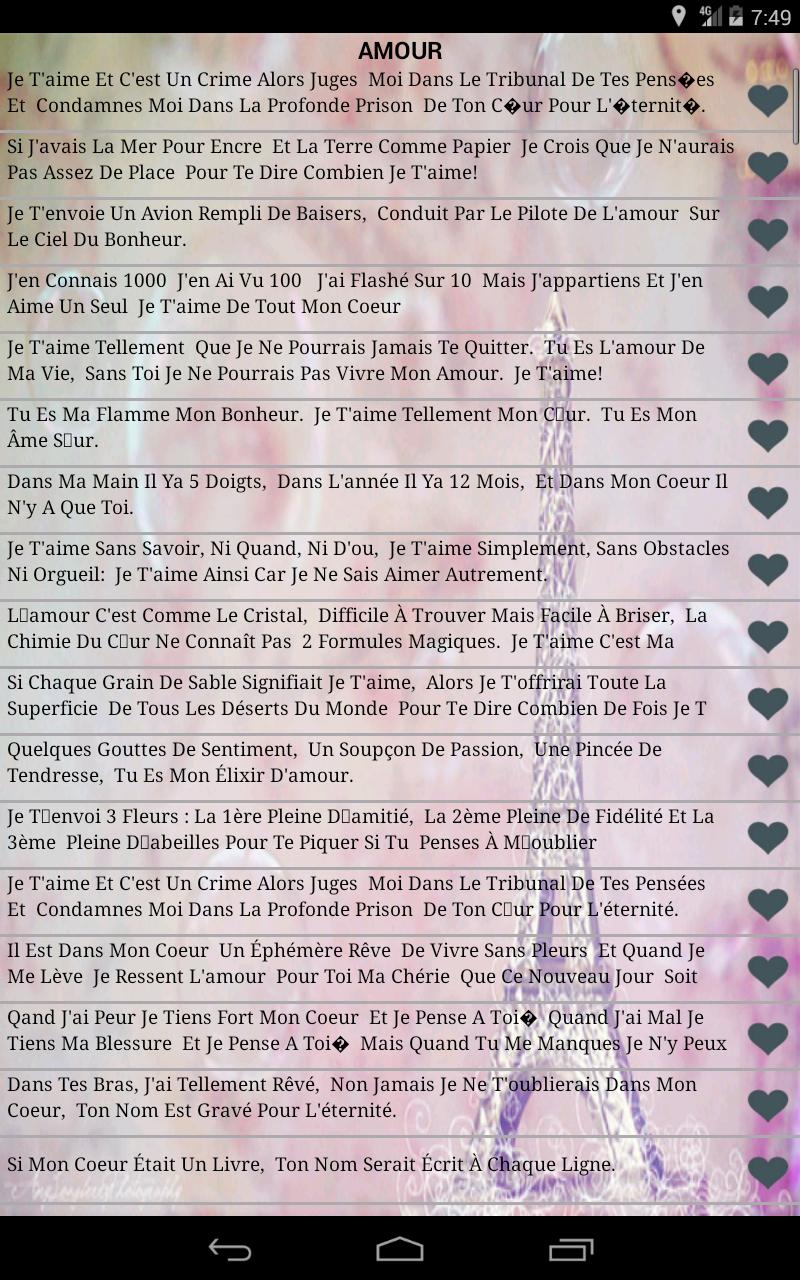 4G 7:49
AMOUR
Je T'aime Et C'est Un Crime Alors Juges  Moi Dans Le Tribunal De Tes Pens�es
Et  Condamnes Moi Dans La Profonde Prison  De Ton C�ur Pour L'�ternit�.
Si J'avais La Mer Pour Encre  Et La Terre Comme Papier  Je Crois Que Je N'aurais
Pas Assez De Place  Pour Te Dire Combien Je T'aime!
Je T'envoie Un Avion Rempli De Baisers,  Conduit Par Le Pilote De L'amour  Sur
Le Ciel Du Bonheur.
J'en Connais 1000  J'en Ai Vu 100   J'ai Flashé Sur 10  Mais J'appartiens Et J'en
Aime Un Seul  Je T'aime De Tout Mon Coeur
Je T'aime Tellement  Que Je Ne Pourrais Jamais Te Quitter.  Tu Es L'amour De
Ma Vie,  Sans Toi Je Ne Pourrais Pas Vivre Mon Amour.  Je T'aime!
Tu Es Ma Flamme Mon Bonheur.  Je T'aime Tellement Mon C▯ur.  Tu Es Mon
Âme S▯ur.
Dans Ma Main Il Ya 5 Doigts,  Dans L'année Il Ya 12 Mois,  Et Dans Mon Coeur Il
N'y A Que Toi.
Je T'aime Sans Savoir, Ni Quand, Ni D'ou,  Je T'aime Simplement, Sans Obstacles
Ni Orgueil:  Je T'aime Ainsi Car Je Ne Sais Aimer Autrement.
L▯amour C'est Comme Le Cristal,  Difficile À Trouver Mais Facile À Briser,  La
Chimie Du C▯ur Ne Connaît Pas  2 Formules Magiques.  Je T'aime C'est Ma
Si Chaque Grain De Sable Signifiait Je T'aime,  Alors Je T'offrirai Toute La
Superficie  De Tous Les Déserts Du Monde  Pour Te Dire Combien De Fois Je T
Quelques Gouttes De Sentiment,  Un Soupçon De Passion,  Une Pincée De
Tendresse,  Tu Es Mon Élixir D'amour.
Je T▯envoi 3 Fleurs : La 1ère Pleine D▯amitié,  La 2ème Pleine De Fidélité Et La
3ème  Pleine D▯abeilles Pour Te Piquer Si Tu  Penses À M▯oublier
Je T'aime Et C'est Un Crime Alors Juges  Moi Dans Le Tribunal De Tes Pensées
Et  Condamnes Moi Dans La Profonde Prison  De Ton C▯ur Pour L'éternité.
Il Est Dans Mon Coeur  Un Éphémère Rêve  De Vivre Sans Pleurs  Et Quand Je
Me Lève  Je Ressent L'amour  Pour Toi Ma Chérie  Que Ce Nouveau Jour  Soit
Qand J'ai Peur Je Tiens Fort Mon Coeur  Et Je Pense A Toi�  Quand J'ai Mal Je
Tiens Ma Blessure  Et Je Pense A Toi�  Mais Quand Tu Me Manques Je N'y Peux
Dans Tes Bras, J'ai Tellement Rêvé,  Non Jamais Je Ne T'oublierais Dans Mon
Coeur,  Ton Nom Est Gravé Pour L'éternité.
Si Mon Coeur Était Un Livre,  Ton Nom Serait Écrit À Chaque Ligne.